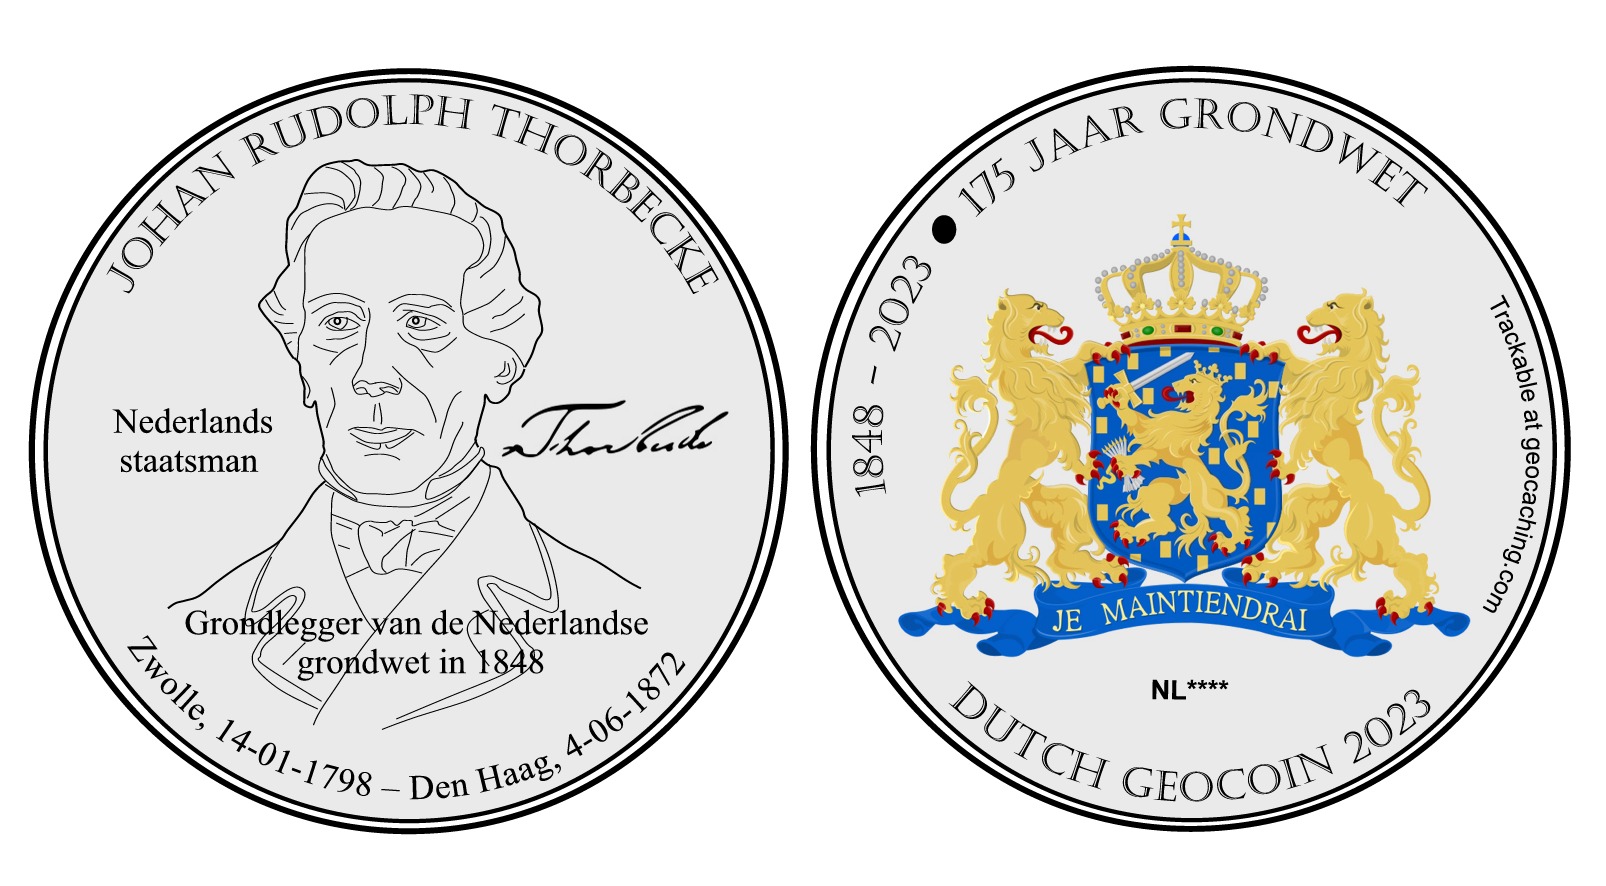 JOHAN RUDOLPH THORBECKE
Nederlands
staatsman
Thorbecke
Grondlegger van de Nederlandse
grondwet in 1848
Zwolle, 14-01-1798 – Den Haag, 4-06-1872
1848 – 2023 ● 175 JAAR GRONDWET
Trackable at geocaching.com
JE MAINTIENDRAI
NL****
DUTCH GEOCOIN 2023